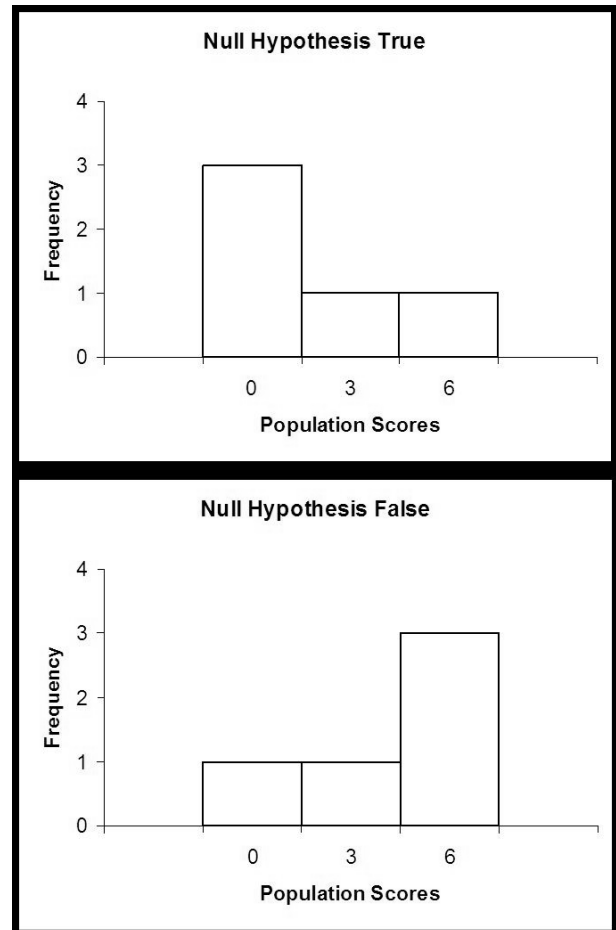 Null Hypothesis True
4
3
2
1
0
Frequency
0 3 6
Population Scores
Null Hypothesis False
4
3
2
1
0
Frequency
0 3 6
Population Scores